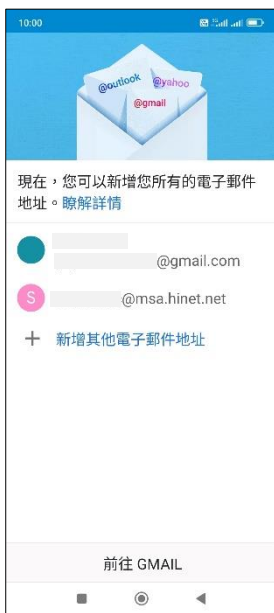 10:00
@outlook
@yahoo
@gmail
現在，您可以新增您所有的電子郵件
地址。瞭解詳情
@gmail.com
S
@msa.hinet.net
新增其他電子郵件地址
前往 GMAIL